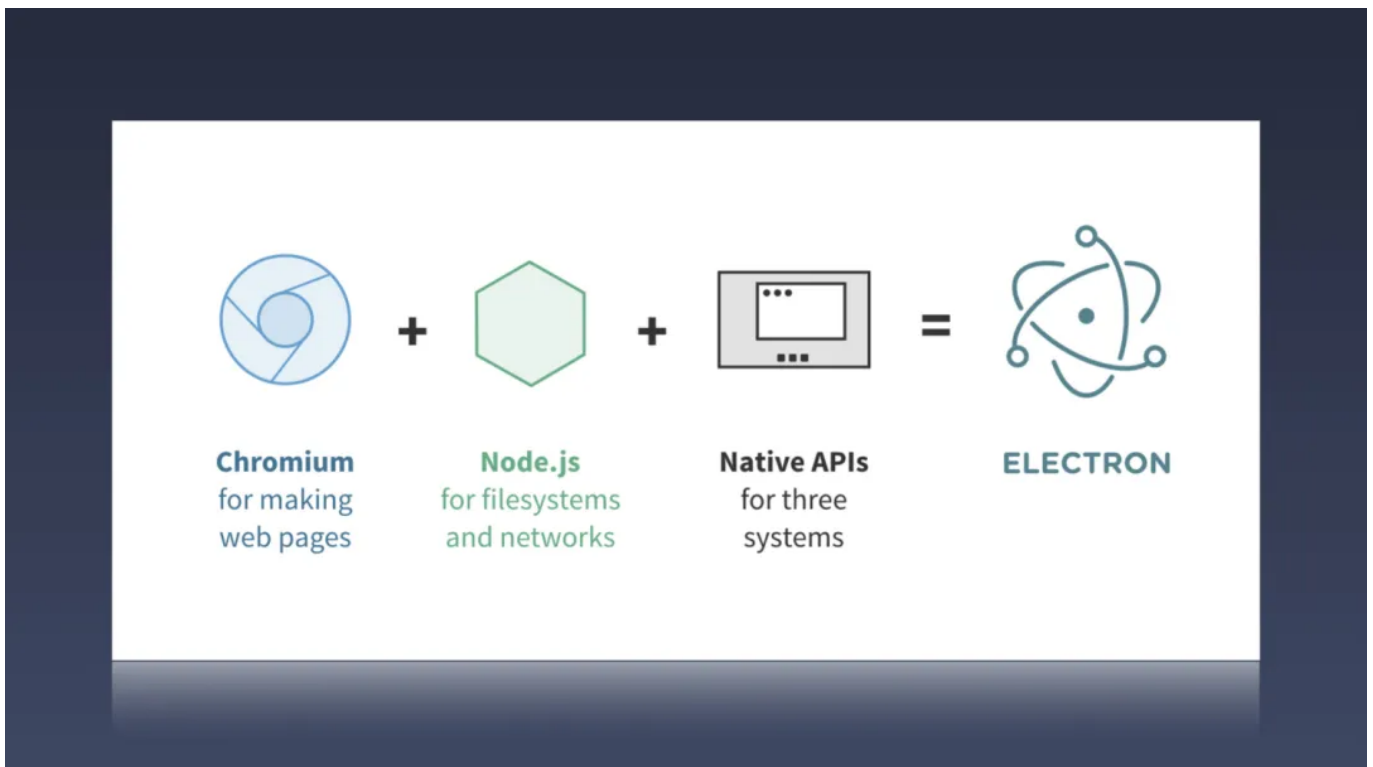 +
+
=
Chromium
for making
web pages
Node.js
for filesystems
and networks
Native APIs
for three
systems
ELECTRON